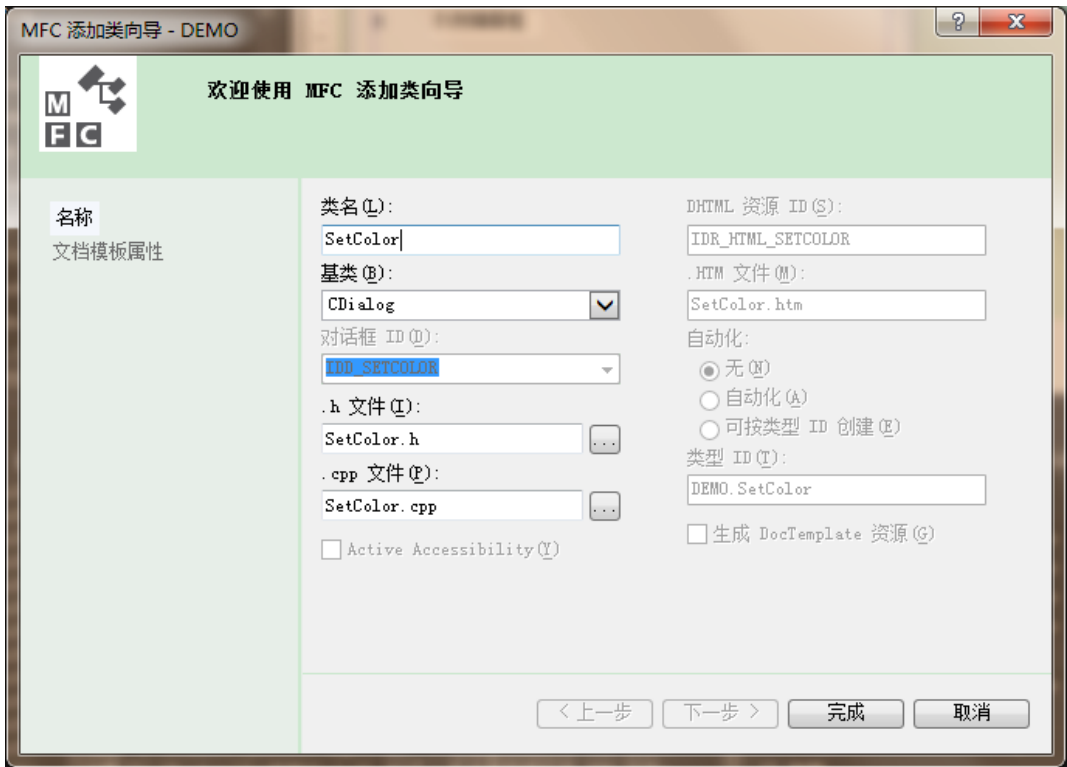 MFC 添加类向导 - DEMO
M
F C
欢迎使用 MFC 添加类向导
名称
文档模板属性
类名(L):
SetColor
基类(B):
CDialog
对话框 ID(D):
IDD_SETCOLOR
.h 文件(I):
SetColor.h
...
.cpp 文件(P):
SetColor.cpp
...
Active Accessibility(Y)
DHTML 资源 ID(S):
IDR_HTML_SETCOLOR
.HTM 文件(M):
SetColor.htm
自动化:
无(N)
自动化(A)
可按类型 ID 创建(E)
类型 ID(T):
DEMO.SetColor
生成 DocTemplate 资源(G)
< 上一步
下一步 >
完成
取消